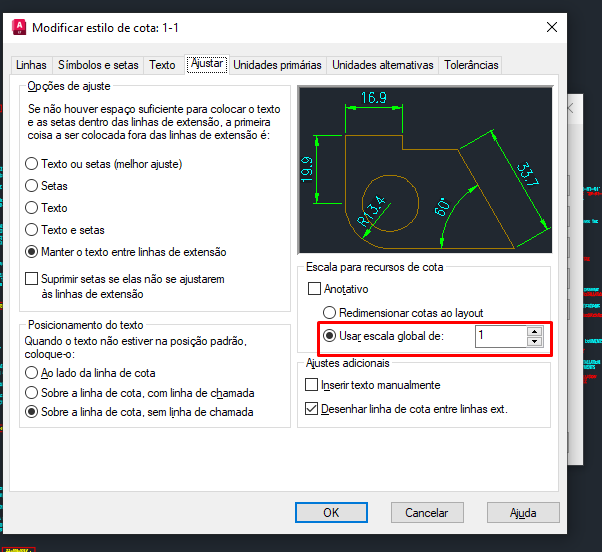 Modificar estilo de cota: 1-1
Linhas
Símbolos e setas
Texto
Ajustar
Unidades primárias
Unidades alternativas
Tolerâncias
Opções de ajuste
Se não houver espaço suficiente para colocar o texto
e as setas dentro das linhas de extensão, a primeira
coisa a ser colocada fora das linhas de extensão é:
Texto ou setas (melhor ajuste)
Setas
Texto
Texto e setas
Manter o texto entre linhas de extensão
Suprimir setas se elas não se ajustarem
às linhas de extensão
Posicionamento do texto
Quando o texto não estiver na posição padrão,
coloque-o:
Ao lado da linha de cota
Sobre a linha de cota, com linha de chamada
Sobre a linha de cota, sem linha de chamada
16.9
19.9
R13.4
60°
33.7
Escala para recursos de cota
Anotativo
Redimensionar cotas ao layout
Usar escala global de:
1
Ajustes adicionais
Inserir texto manualmente
Desenhar linha de cota entre linhas ext.
OK
Cancelar
Ajuda